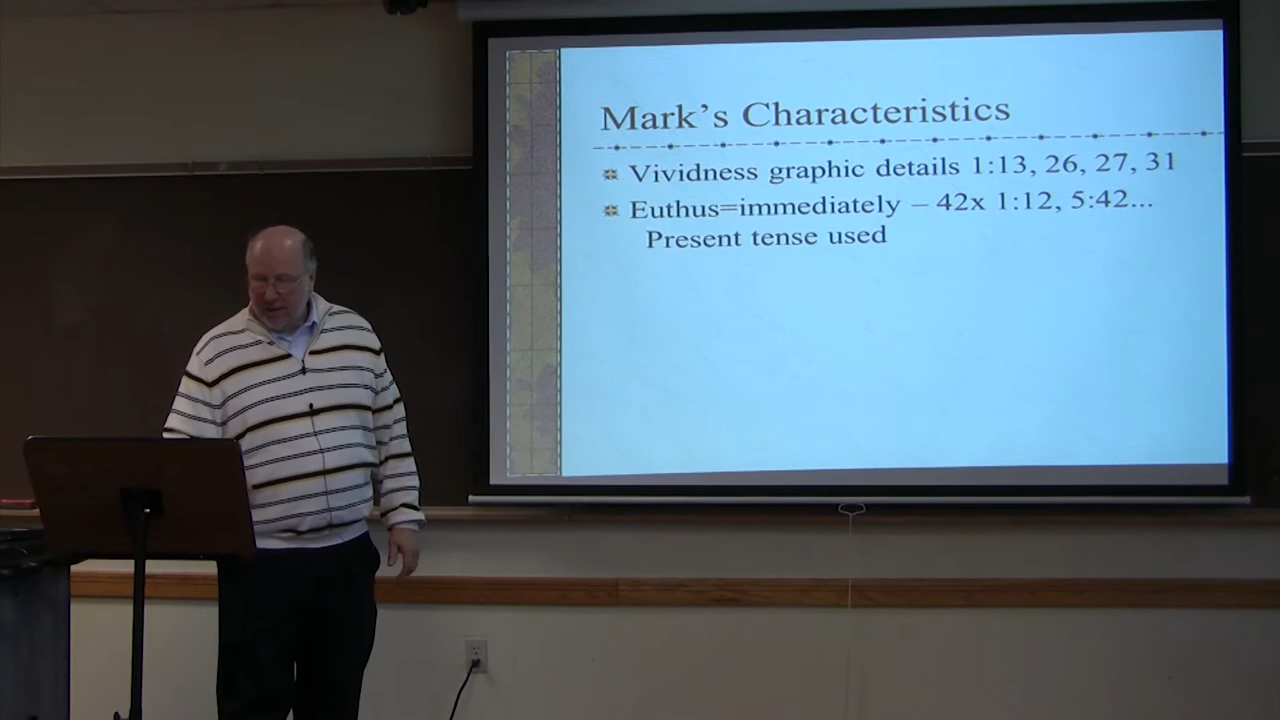 Mark's Characteristics
Vividness graphic details 1:13, 26, 27, 31
Euthus=immediately – 42x 1:12, 5:42...
Present tense used